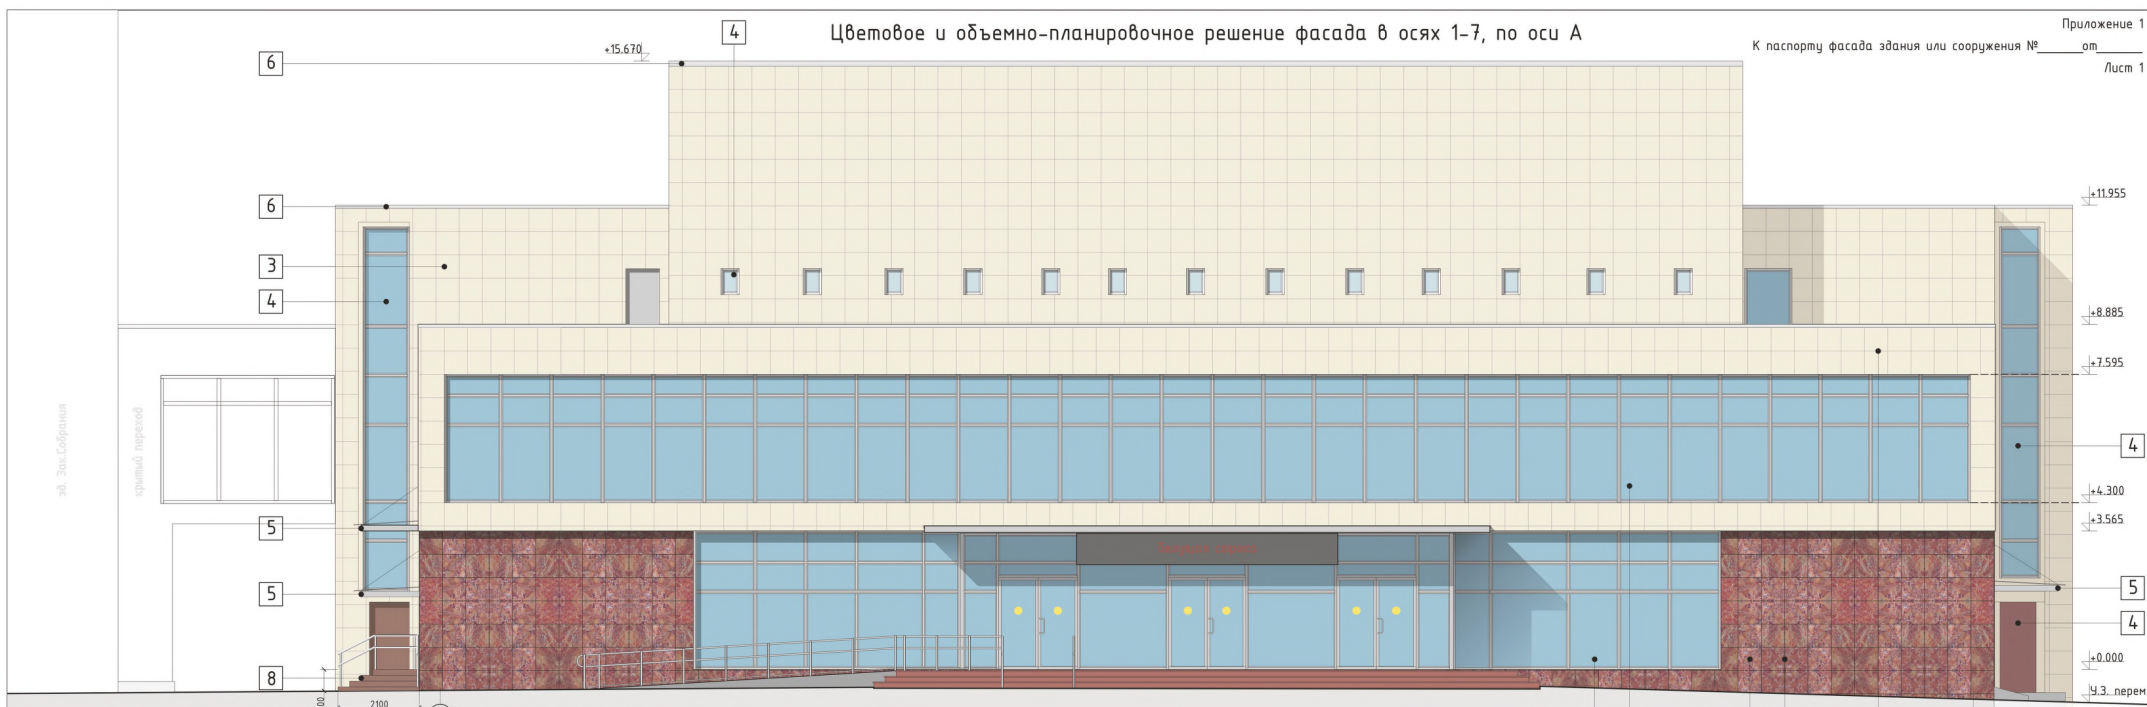 Цветовое и объемно-планировочное решение фасада в осях 1-7, по оси А
Приложение 1
К паспорту фасада здания или сооружения №______от______
Лист 1
4
+15.670
6
6
+11.955
3
4
+8.885
+7.595
4
зд. Зак.Собрания
крытый переход
+4.300
+3.565
5
5
5
4
+0.000
8
У.З. перем
2100